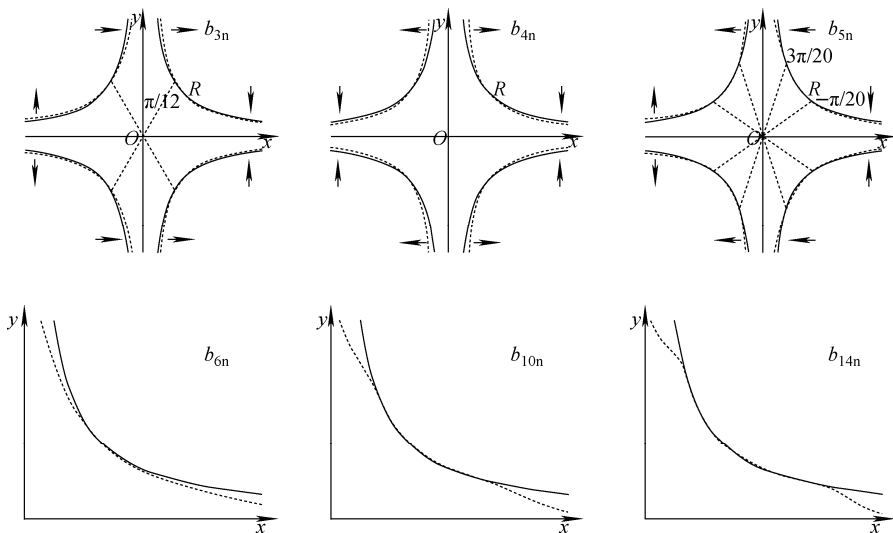 y
b3n
R
π/12
O
x
b4n
R
O
x
y
b5n
3π/20
R
−π/20
O
x
y
b6n
x
y
b10n
x
y
b14n
x